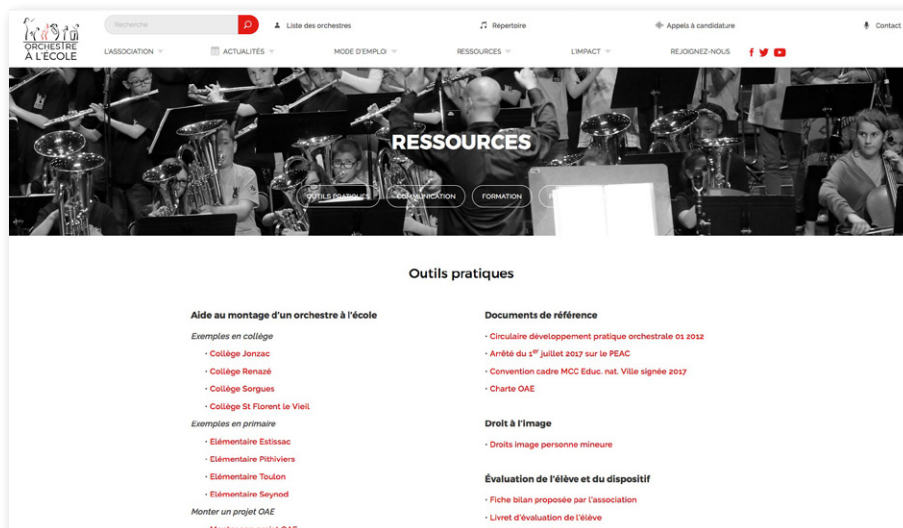 ORCHESTRE
À L'ÉCOLE
Recherche
Liste des orchestres
Répertoire
Appels à candidature
Contact
L'ASSOCIATION
ACTUALITÉS
MODE D'EMPLOI
RESSOURCES
L'IMPACT
REJOIGNEZ-NOUS
RESSOURCES
OUTILS PRATIQUES
COMMUNICATION
FORMATION
Outils pratiques
Aide au montage d'un orchestre à l'école
Exemples en collège
• Collège Jonzac
• Collège Renazé
• Collège Sorgues
• Collège St Florent le Vieil
Exemples en primaire
• Elémentaire Estissac
• Elémentaire Pithiviers
• Elémentaire Toulon
• Elémentaire Seynod
Monter un projet OAE
• Monter son projet OAE
Documents de référence
• Circulaire développement pratique orchestrale 01 2012
• Arrêté du 1er juillet 2017 sur le PEAC
• Convention cadre MCC Educ. nat. Ville signée 2017
• Charte OAE
Droit à l'image
• Droits image personne mineure
Évaluation de l'élève et du dispositif
• Fiche bilan proposée par l'association
• Livret d'évaluation de l'élève